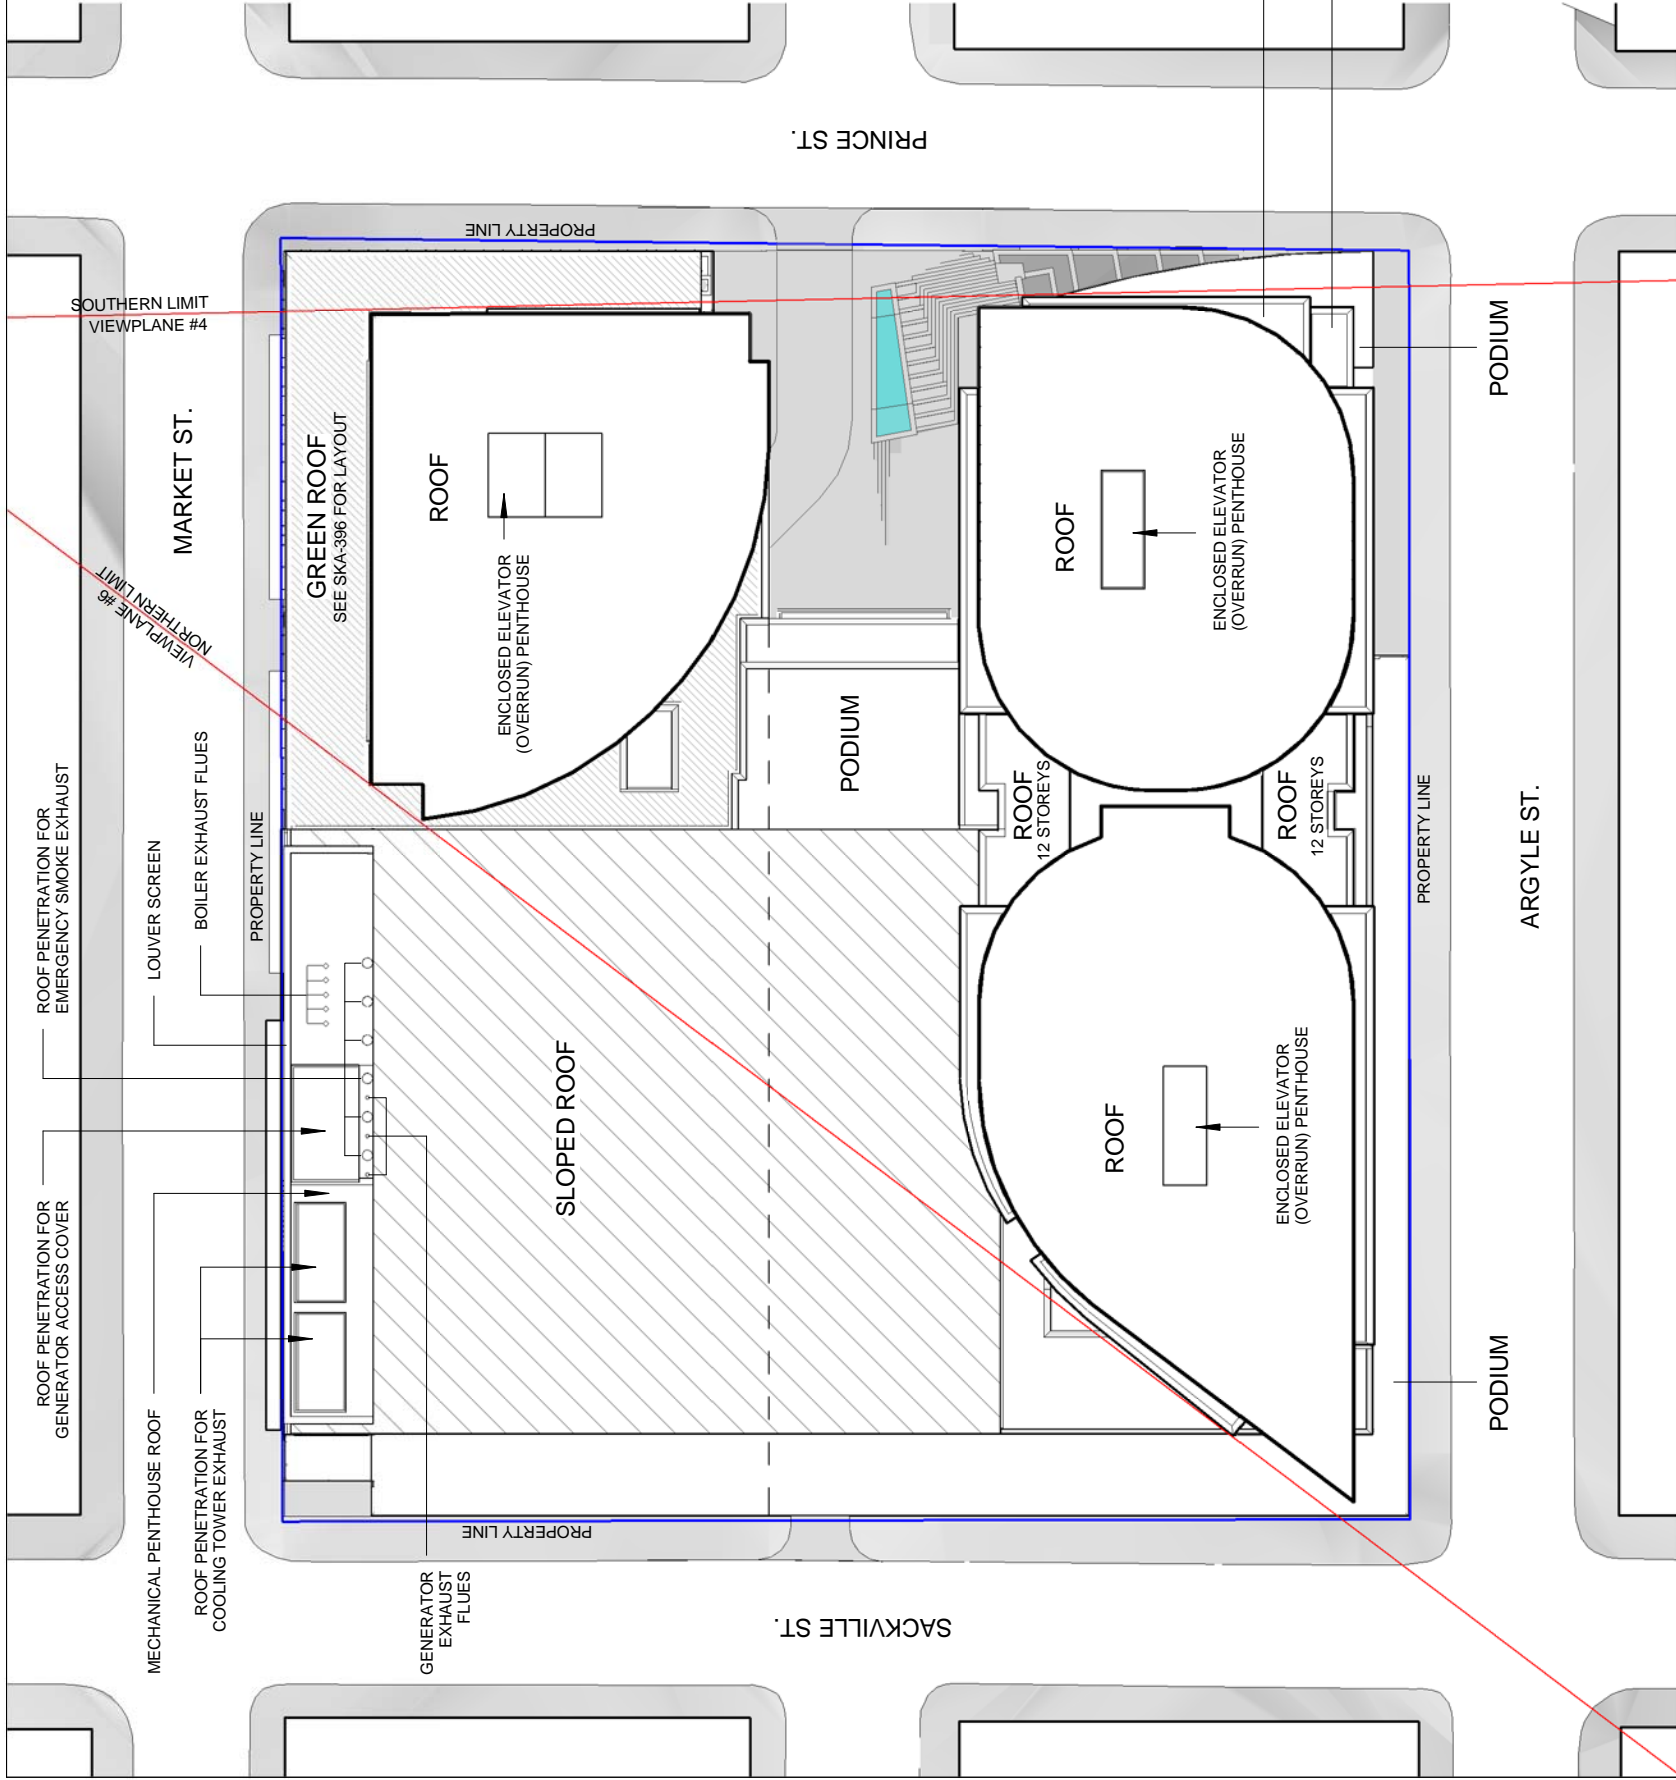 PRINCE ST.
PROPERTY LINE
SOUTHERN LIMIT
VIEWPLANE #4
MARKET ST.
GREEN ROOF
SEE SKA-396 FOR LAYOUT
ROOF
ENCLOSED ELEVATOR
(OVERRUN) PENTHOUSE
VIEWPLANE #6
NORTHERN LIMIT
PODIUM
ROOF
ENCLOSED ELEVATOR
(OVERRUN) PENTHOUSE
PODIUM
ROOF
12 STOREYS
ROOF
12 STOREYS
PROPERTY LINE
ARGYLE ST.
ROOF PENETRATION FOR
EMERGENCY SMOKE EXHAUST
LOUVER SCREEN
BOILER EXHAUST FLUES
PROPERTY LINE
SLOPED ROOF
ROOF
ENCLOSED ELEVATOR
(OVERRUN) PENTHOUSE
ROOF PENETRATION FOR
GENERATOR ACCESS COVER
MECHANICAL PENTHOUSE ROOF
ROOF PENETRATION FOR
COOLING TOWER EXHAUST
GENERATOR
EXHAUST
FLUES
PROPERTY LINE
PODIUM
SACKVILLE ST.